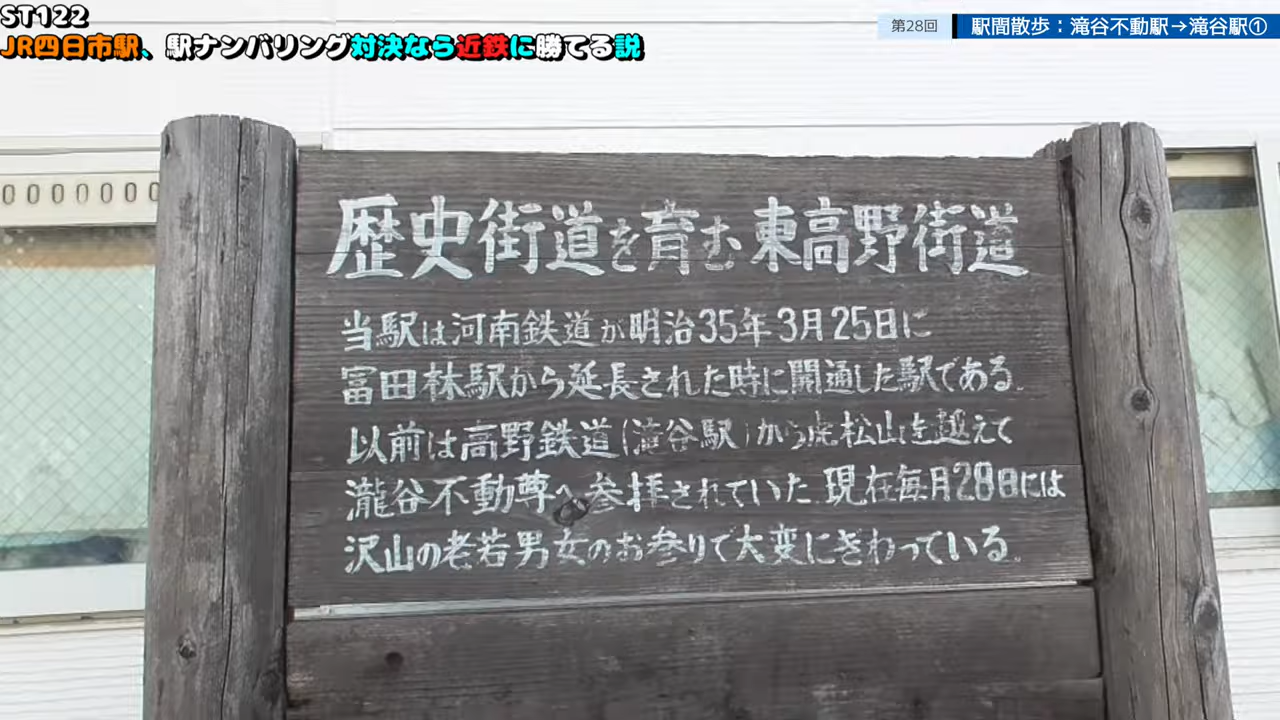 ST122
JR四日市駅、駅ナンバリング対決なら近鉄に勝てる説
第28回
駅間散歩：滝谷不動駅→滝谷駅①
歴史街道を育む東高野街道
当駅は河南鉄道が明治35年3月25日に
富田林駅から延長された時に開通した駅である。
以前は高野鉄道(滝谷駅)から虎松山を越えて
瀧谷不動尊へ参拝されていた 現在毎月28日には
沢山の老若男女のお参りで大変にぎわっている。